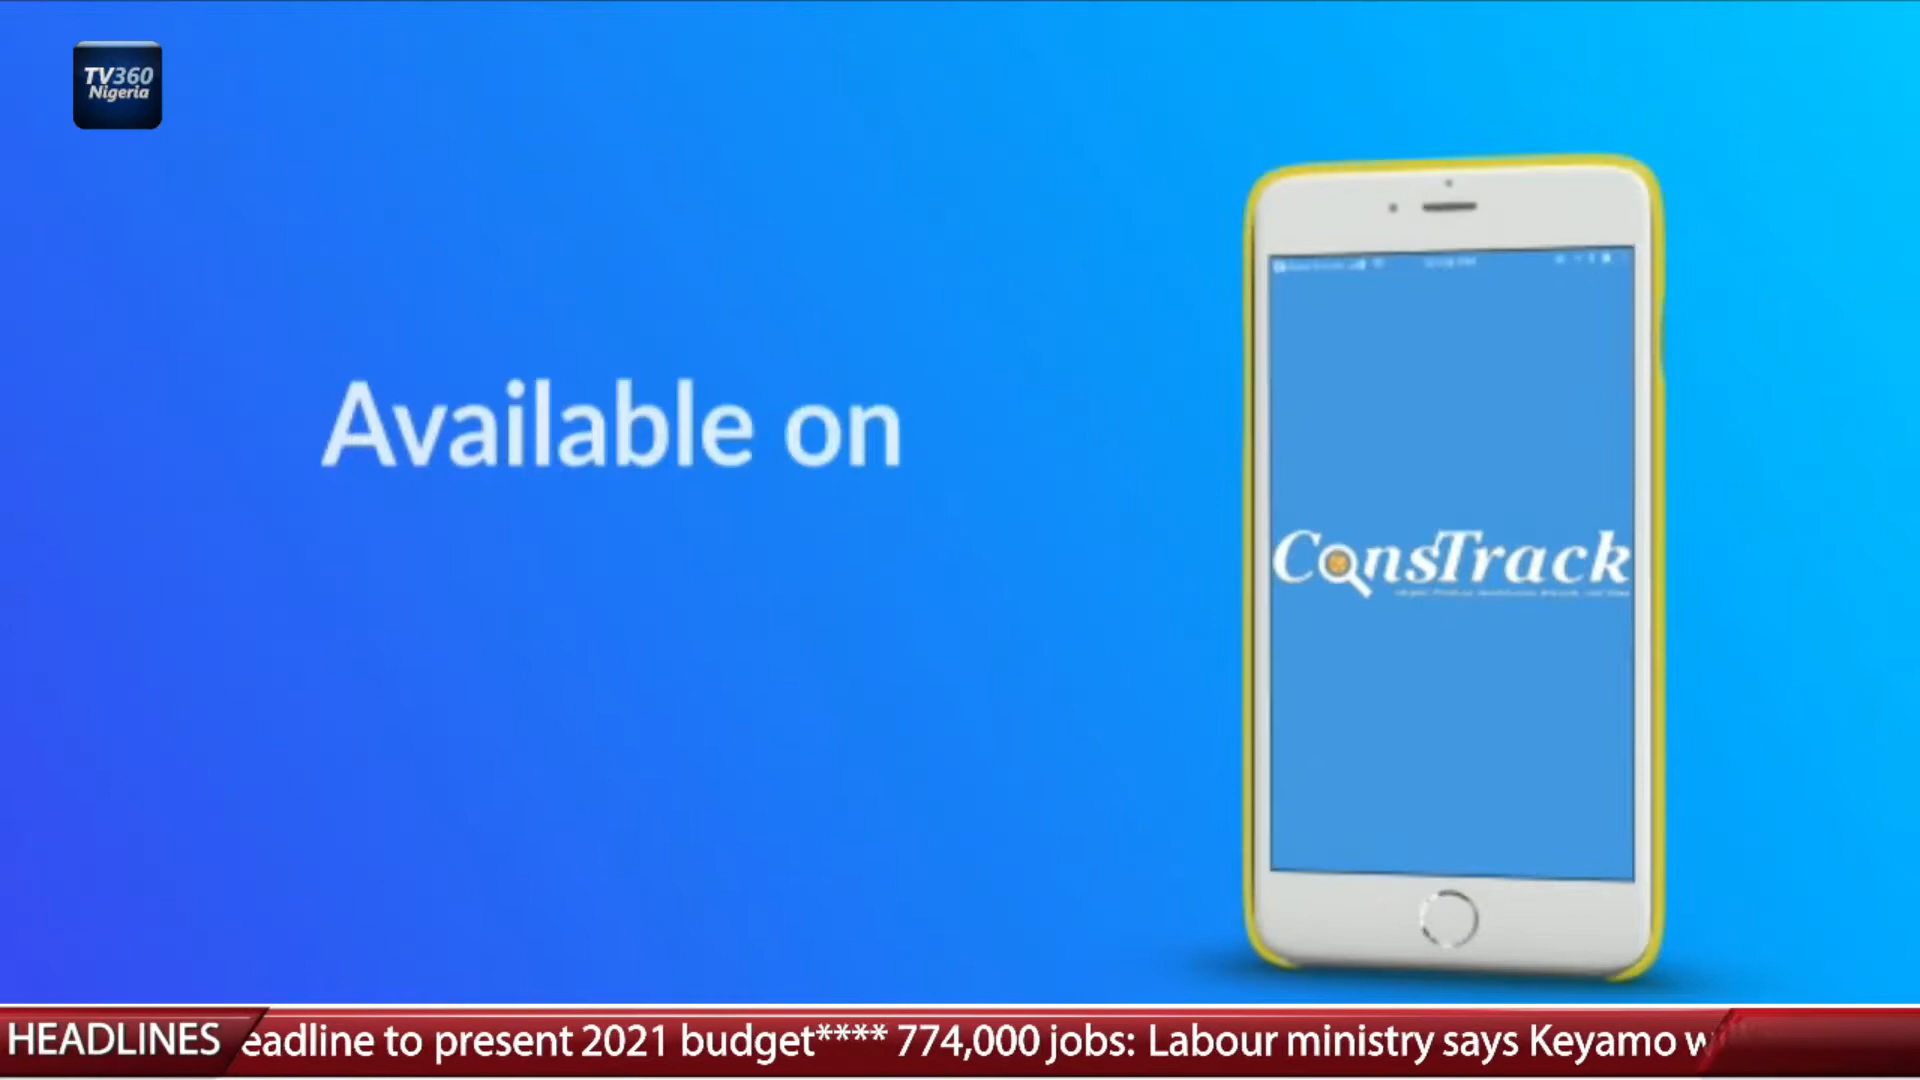 TV360
Nigeria
Available on
ConsTrack
HEADLINES
eadline to present 2021 budget**** 774,000 jobs: Labour ministry says Keyamo w